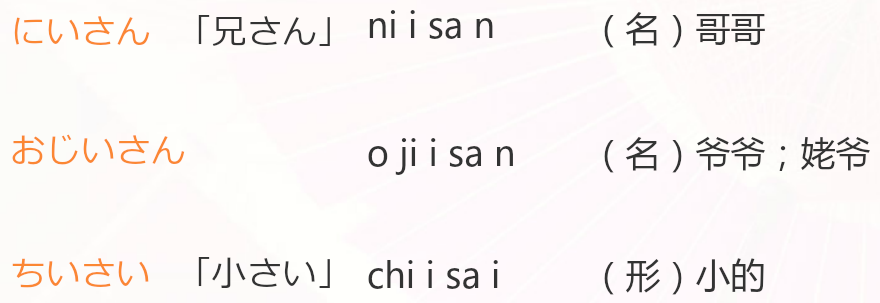 にいさん 「兄さん」 ni i sa n （名）哥哥
おじいさん o ji i sa n （名）爷爷；姥爷
ちいさい 「小さい」 chi i sa i （形）小的